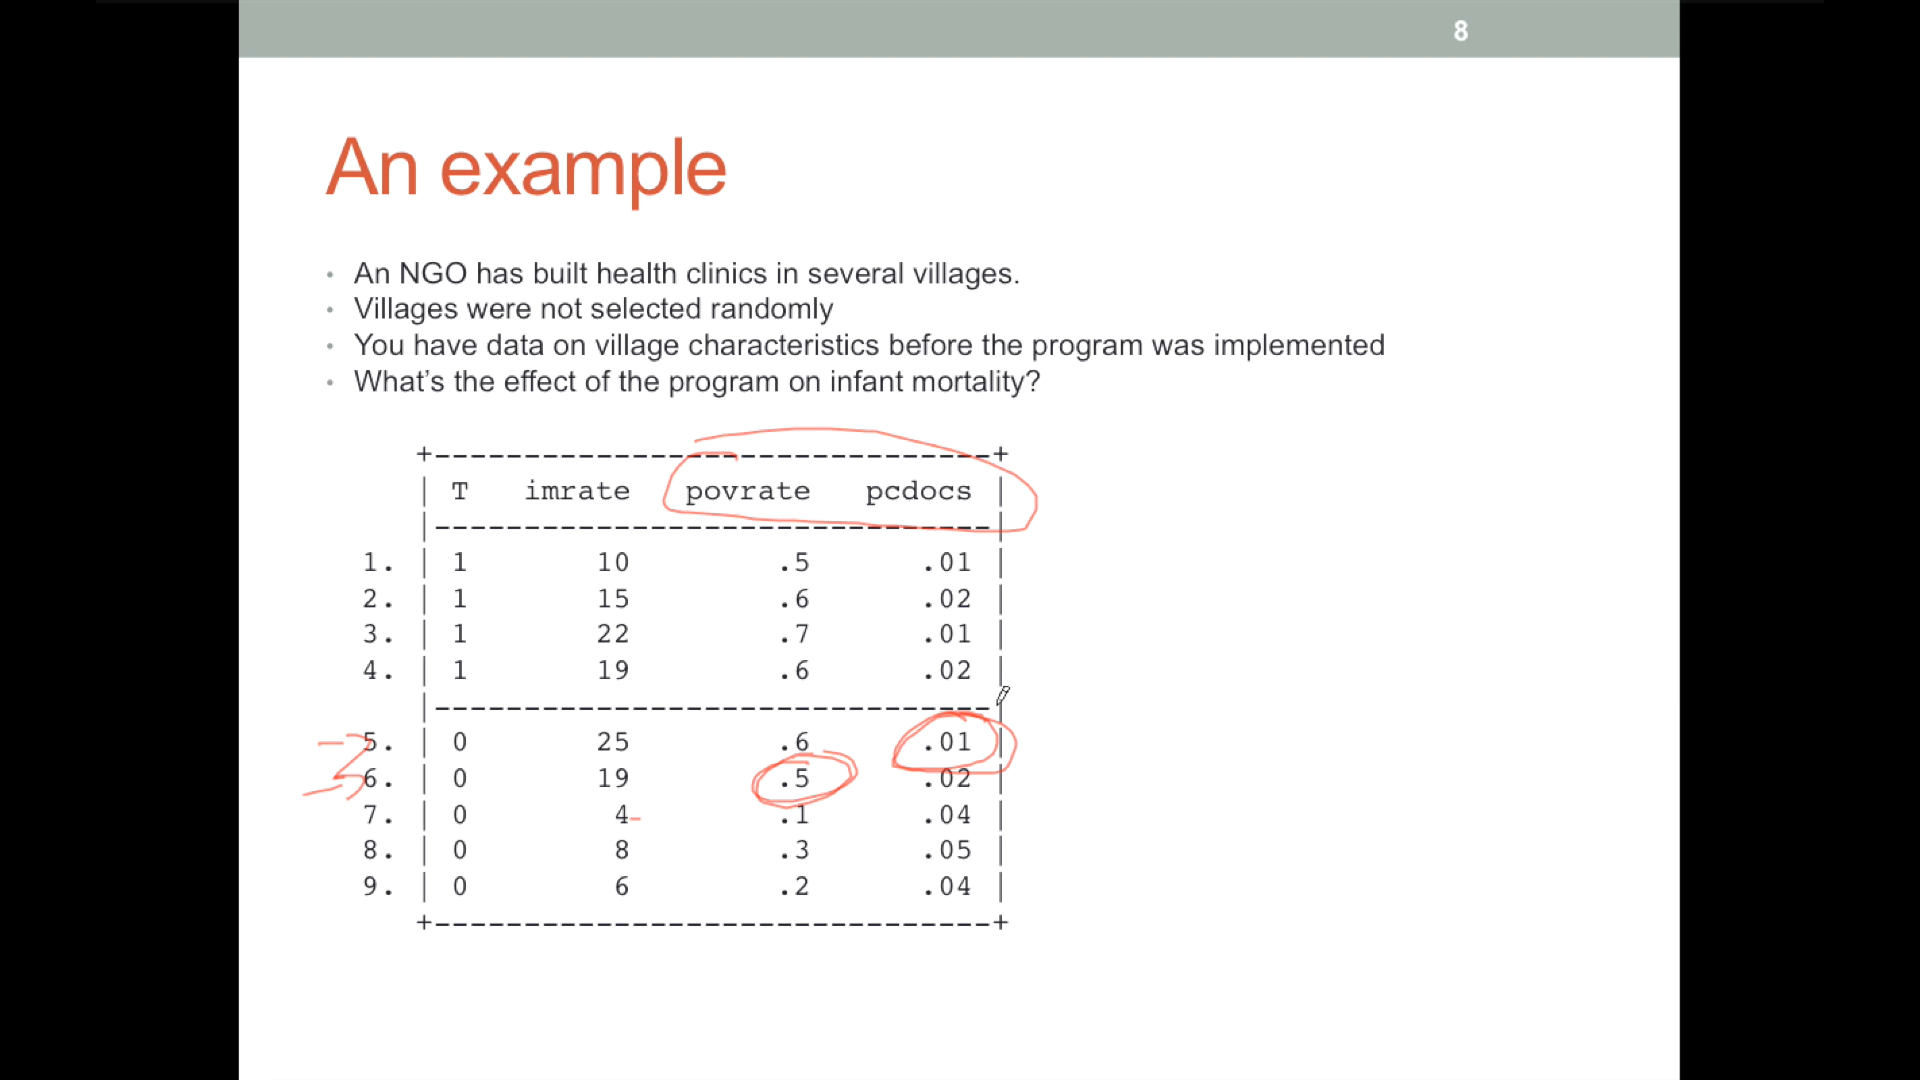 8
An example
• An NGO has built health clinics in several villages.
• Villages were not selected randomly
• You have data on village characteristics before the program was implemented
• What’s the effect of the program on infant mortality?
+-------------------------------+
| T imrate povrate pcdocs |
|-------------------------------|
1. | 1 10 .5 .01 |
2. | 1 15 .6 .02 |
3. | 1 22 .7 .01 |
4. | 1 19 .6 .02 |
|-------------------------------|
5. | 0 25 .6 .01 |
6. | 0 19 .5 .02 |
7. | 0 4 .1 .04 |
8. | 0 8 .3 .05 |
9. | 0 6 .2 .04 |
+-------------------------------+